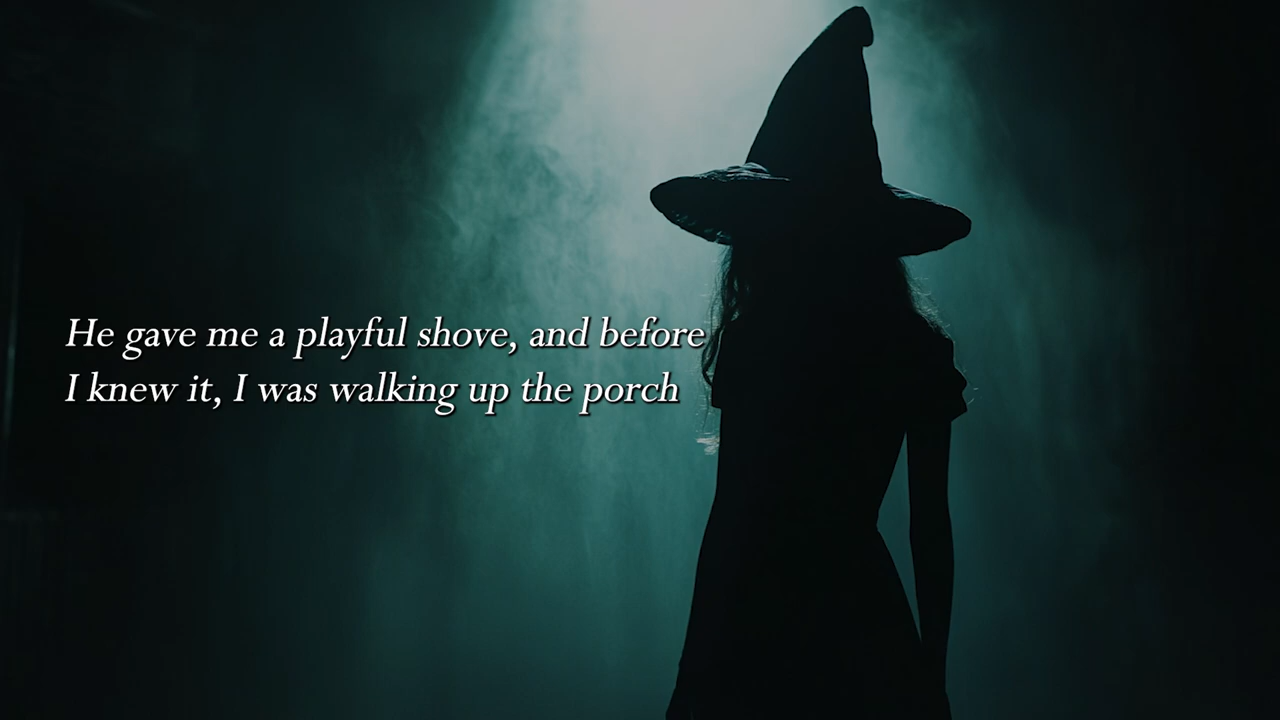 He gave me a playful shove, and before
I knew it, I was walking up the porch